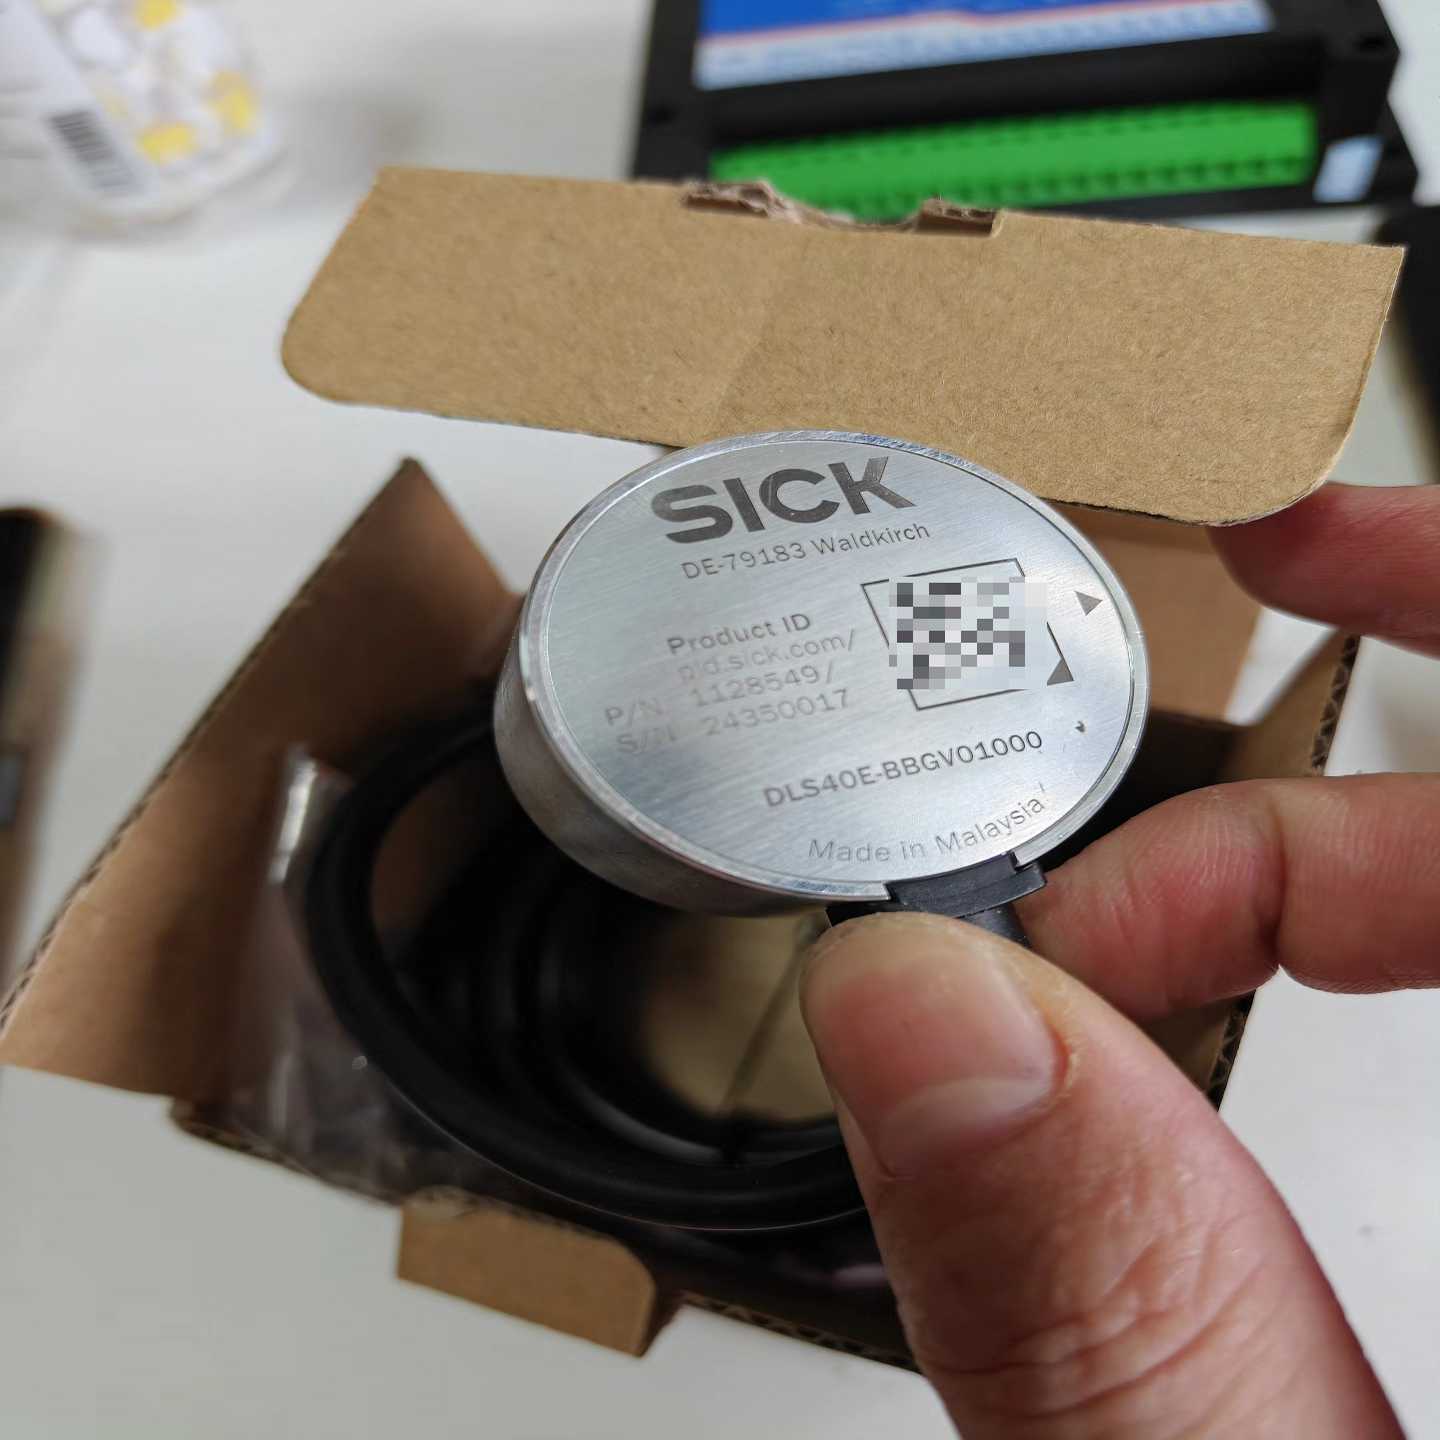 SICK
DE-79183 Waldkirch
Product ID
pid.sick.com/
P/N: 1128549/
S/N: 24350017
DLS40E-BBGV01000
Made in Malaysia